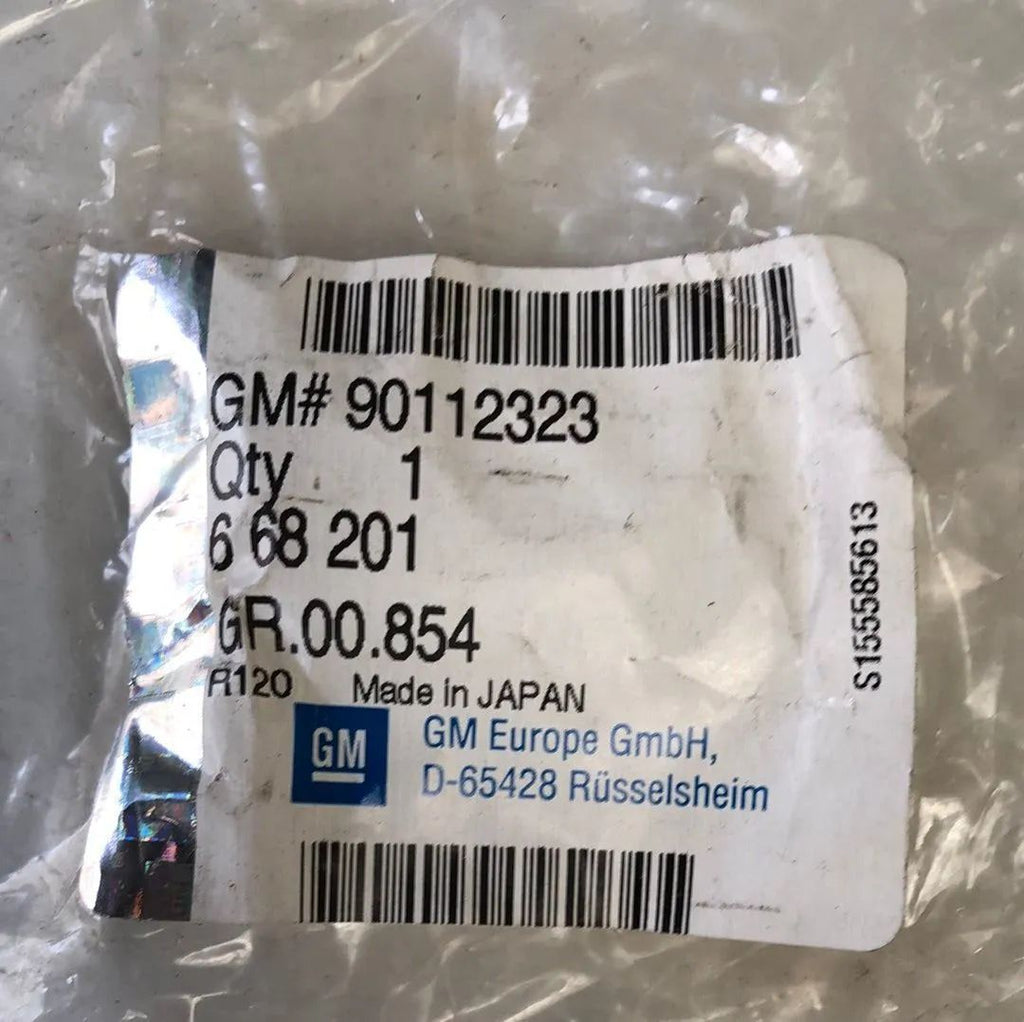 GM# 90112323
Qty 1
6 68 201
GR.00.854
R120 Made in JAPAN
GM
GM Europe GmbH,
D-65428 Rüsselsheim
S155585613